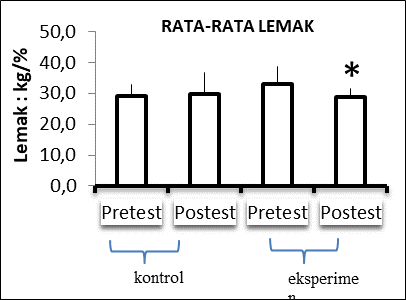 RATA-RATA LEMAK
Lemak : kg/%
50,0
40,0
30,0
20,0
10,0
0,0
*
Pretest Postest Pretest Postest
kontrol eksperimen